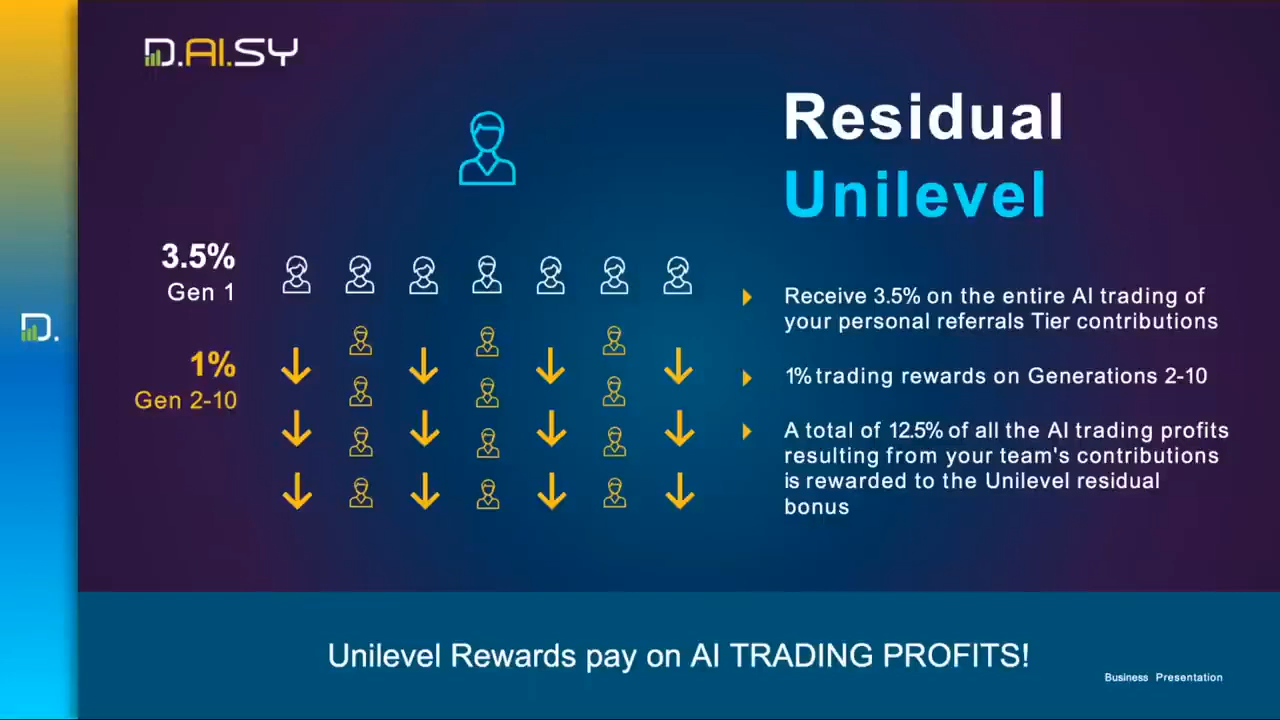 D.AI.SY
Residual
Unilevel
3.5%
Gen 1
1%
Gen 2-10
D.
Receive 3.5% on the entire AI trading of
your personal referrals Tier contributions
1% trading rewards on Generations 2-10
A total of 12.5% of all the AI trading profits
resulting from your team's contributions
is rewarded to the Unilevel residual
bonus
Unilevel Rewards pay on AI TRADING PROFITS!
Business Presentation